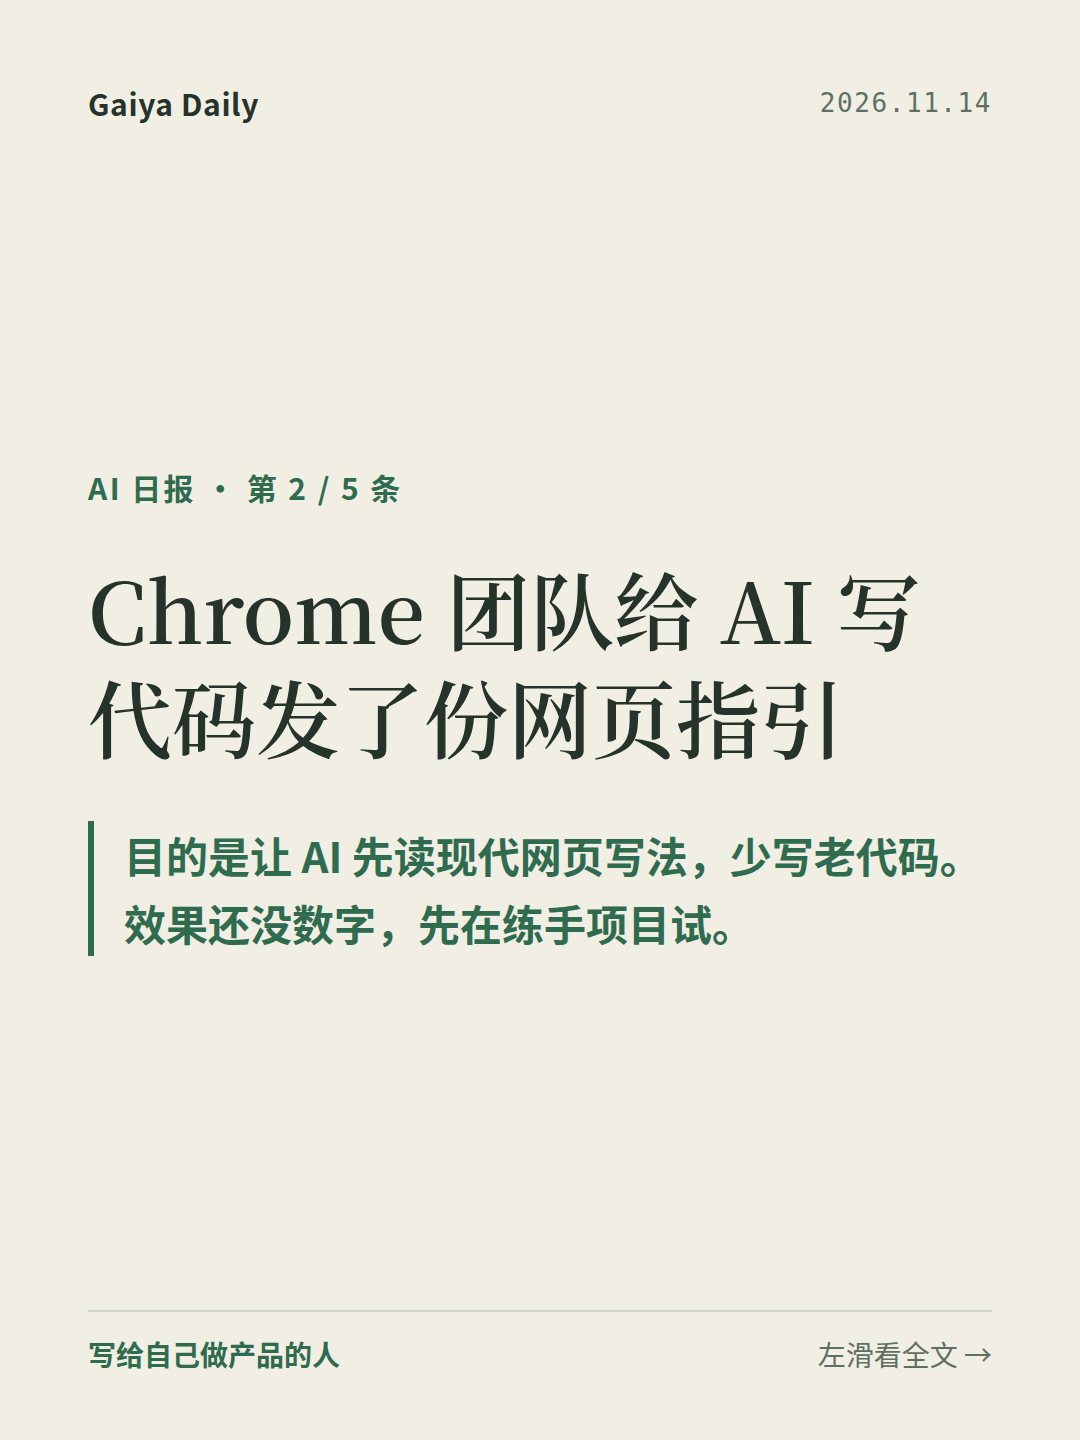 Gaiya Daily
2026.11.14
AI 日报 · 第 2 / 5 条
Chrome 团队给 AI 写
代码发了份网页指引
目的是让 AI 先读现代网页写法，少写老代码。
效果还没数字，先在练手项目试。
写给自己做产品的人
左滑看全文 →